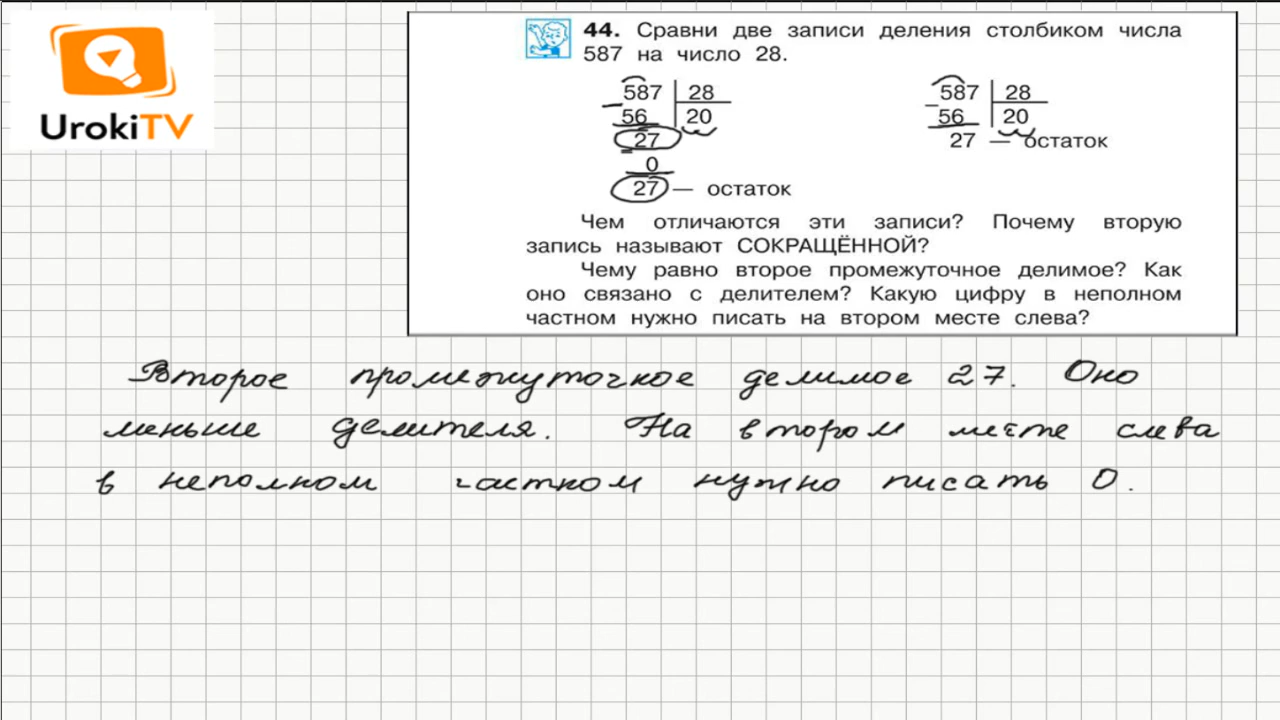 UrokiTV
44. Сравни две записи деления столбиком числа
587 на число 28.
587 28
56 20
27
0
27 — остаток
587 28
56 20
27 — остаток
Чем отличаются эти записи? Почему вторую
запись называют СОКРАЩЁННОЙ?
Чему равно второе промежуточное делимое? Как
оно связано с делителем? Какую цифру в неполном
частном нужно писать на втором месте слева?
Второе промежуточное делимое 27. Оно
меньше делителя. На втором месте слева
в неполном частном нужно писать 0.